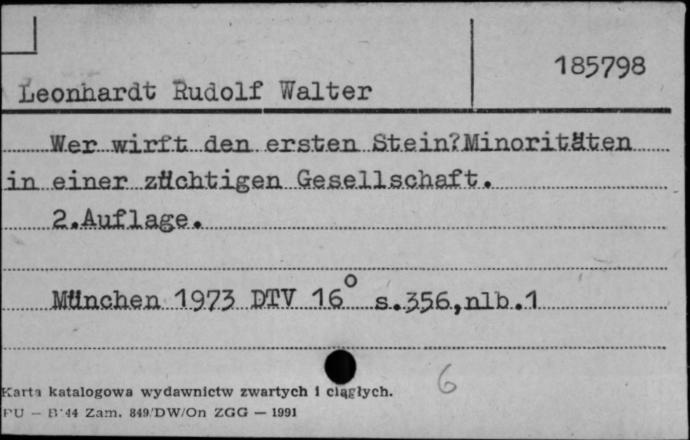 185798
Leonhardt Rudolf Walter
Wer wirft den ersten Stein?Minoritäten
in einer züchtigen Gesellschaft.
2.Auflage.
München 1973 DTV 16° s.356,nlb.1
6
Karta katalogowa wydawnictw zwartych i ciągłych.
PU – B'44 Zam. 849/DW/On ZGG — 1991